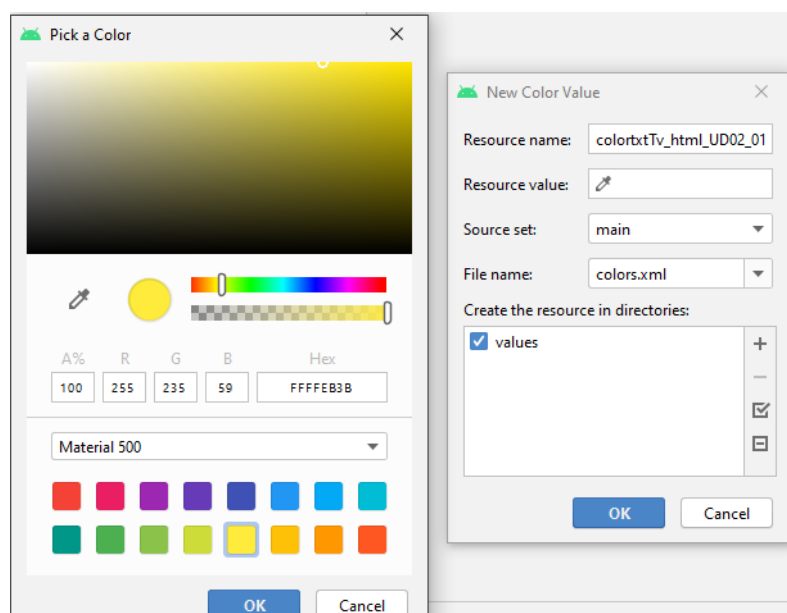 Pick a Color
A% R G B Hex
100 255 235 59 FFFFEB3B
Material 500
OK Cancel
New Color Value
Resource name: colortxtTv_html_UD02_01
Resource value:
Source set: main
File name: colors.xml
Create the resource in directories:
values
OK Cancel